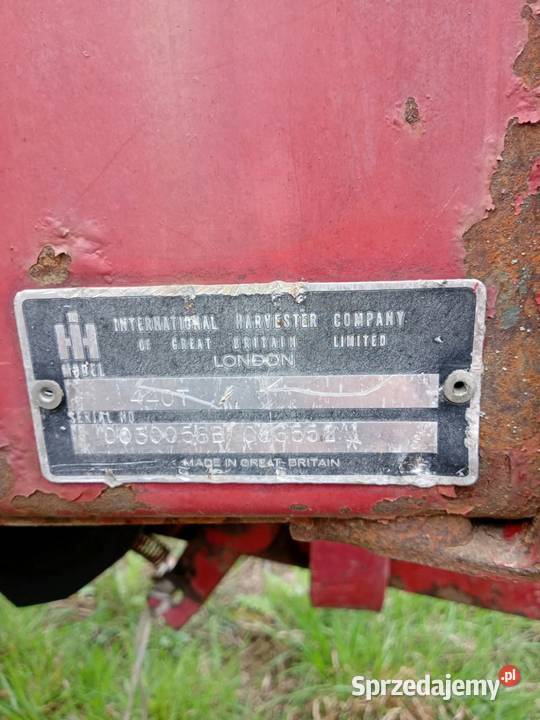 IH
INTERNATIONAL HARVESTER COMPANY
OF GREAT BRITAIN LIMITED
LONDON
MODEL
SERIAL NO
MADE IN GREAT BRITAIN
Sprzedajemy.pl